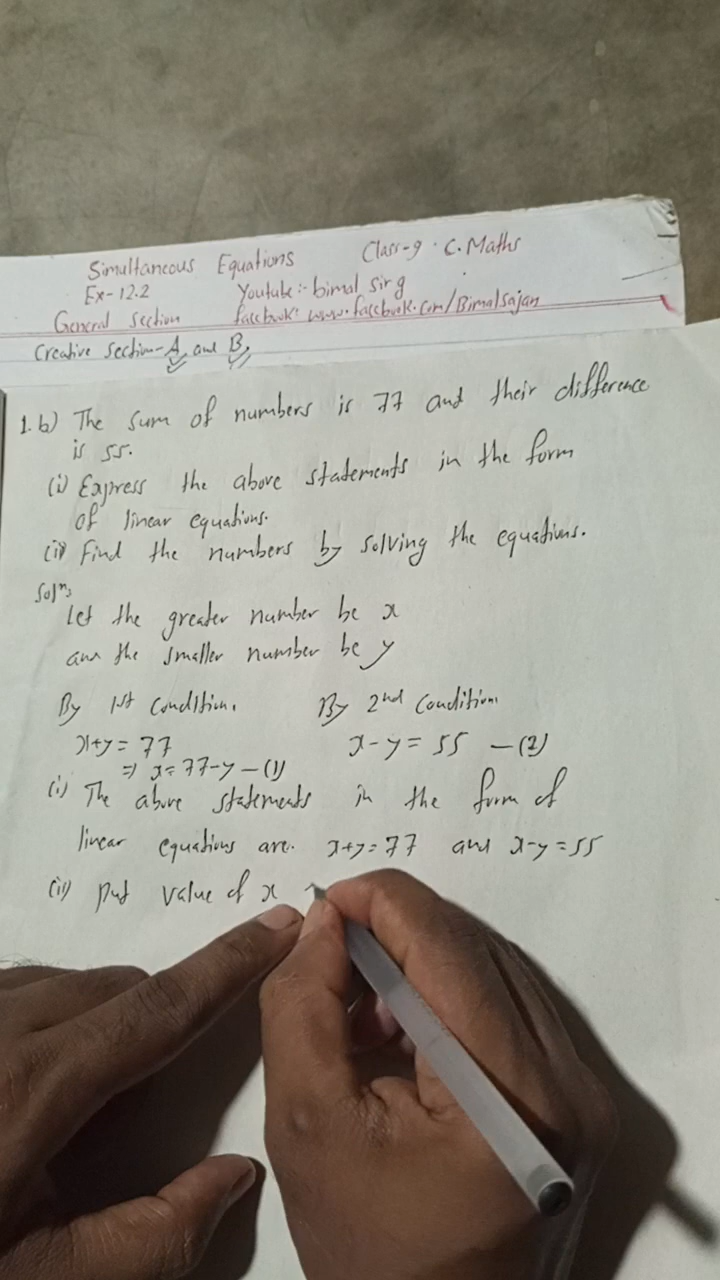 Simultaneous Equations Class-9 . C. Maths
Ex-12.2 Youtube:- bimal sir g
General Section facebook: www.facebook.com/Bimalsajan
Creative Section-A and B,
1.b) The sum of numbers is 77 and their difference
is 55.
(i) Express the above statements in the form
of linear equations.
(ii) Find the numbers by solving the equations.
Solⁿ,
Let the greater number be x
and the smaller number be y
By 1st Condition. By 2nd Condition
x+y = 77 x-y = 55 -(2)
=> x=77-y-(1)
(i) The above statements in the form of
linear equations are. x+y=77 and x-y=55
(ii) put value of x